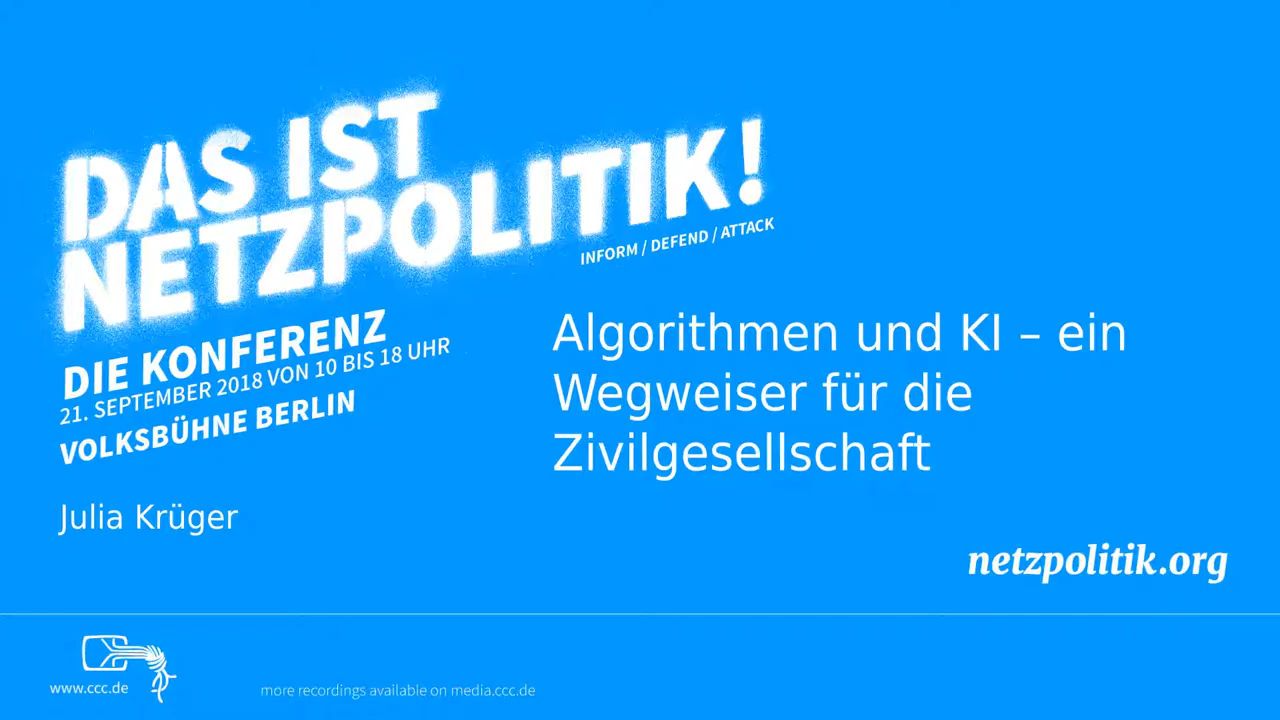 DAS IST
NETZPOLITIK!
INFORM / DEFEND / ATTACK
DIE KONFERENZ
21. SEPTEMBER 2018 VON 10 BIS 18 UHR
VOLKSBÜHNE BERLIN
Algorithmen und KI – ein
Wegweiser für die
Zivilgesellschaft
Julia Krüger
netzpolitik.org
www.ccc.de
more recordings available on media.ccc.de